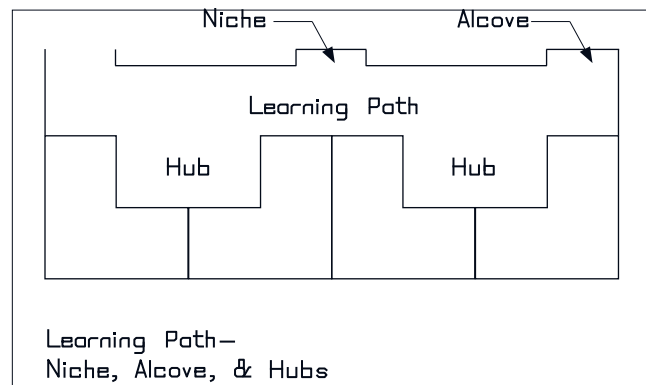 Niche
Alcove
Learning Path
Hub
Hub
Learning Path—
Niche, Alcove, & Hubs